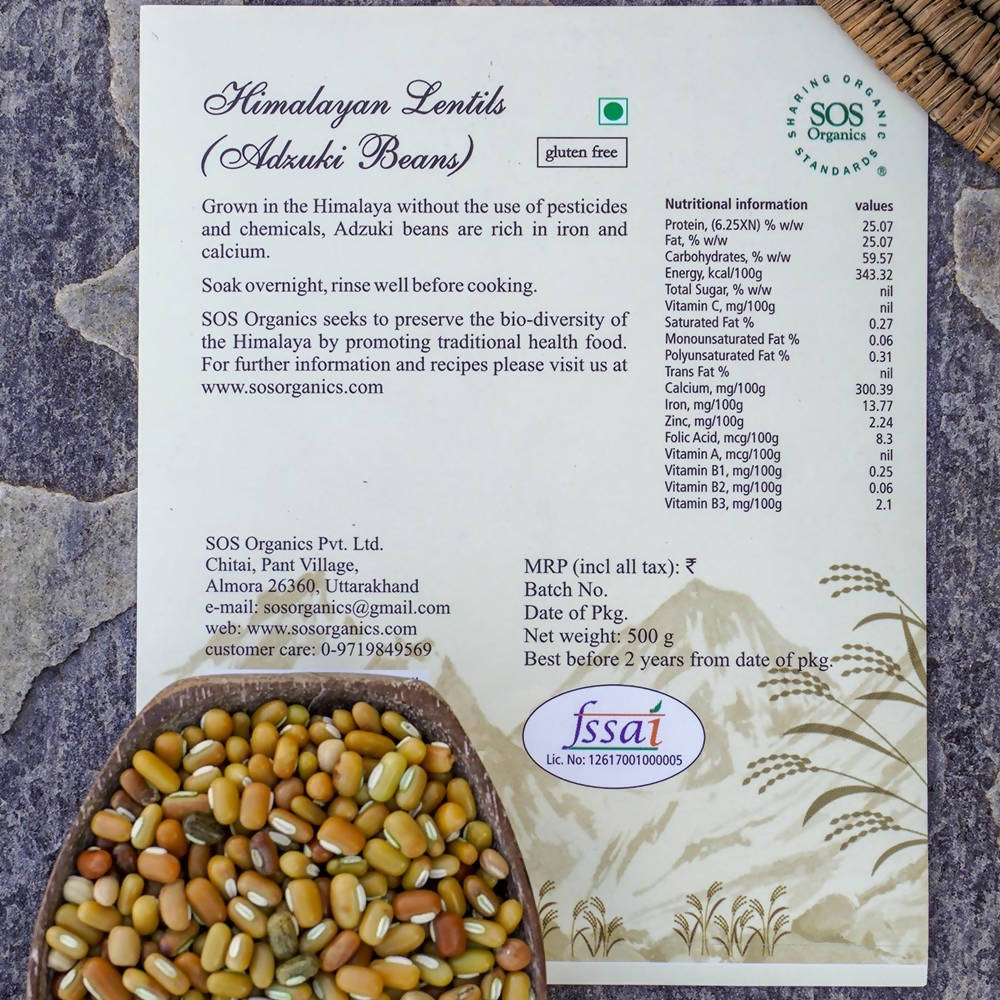 Himalayan Lentils
(Adzuki Beans)
gluten free
SHARING ORGANIC
SOS
Organics
STANDARDS
®
Grown in the Himalaya without the use of pesticides
and chemicals, Adzuki beans are rich in iron and
calcium.
Soak overnight, rinse well before cooking.
SOS Organics seeks to preserve the bio-diversity of
the Himalaya by promoting traditional health food.
For further information and recipes please visit us at
www.sosorganics.com
Nutritional information values
Protein, (6.25XN) % w/w 25.07
Fat, % w/w 25.07
Carbohydrates, % w/w 59.57
Energy, kcal/100g 343.32
Total Sugar, % w/w nil
Vitamin C, mg/100g nil
Saturated Fat % 0.27
Monounsaturated Fat % 0.06
Polyunsaturated Fat % 0.31
Trans Fat % nil
Calcium, mg/100g 300.39
Iron, mg/100g 13.77
Zinc, mg/100g 2.24
Folic Acid, mcg/100g 8.3
Vitamin A, mcg/100g nil
Vitamin B1, mg/100g 0.25
Vitamin B2, mg/100g 0.06
Vitamin B3, mg/100g 2.1
SOS Organics Pvt. Ltd.
Chitai, Pant Village,
Almora 26360, Uttarakhand
e-mail: sosorganics@gmail.com
web: www.sosorganics.com
customer care: 0-9719849569
MRP (incl all tax): ₹
Batch No.
Date of Pkg.
Net weight: 500 g
Best before 2 years from date of pkg.
fssai
Lic. No: 12617001000005